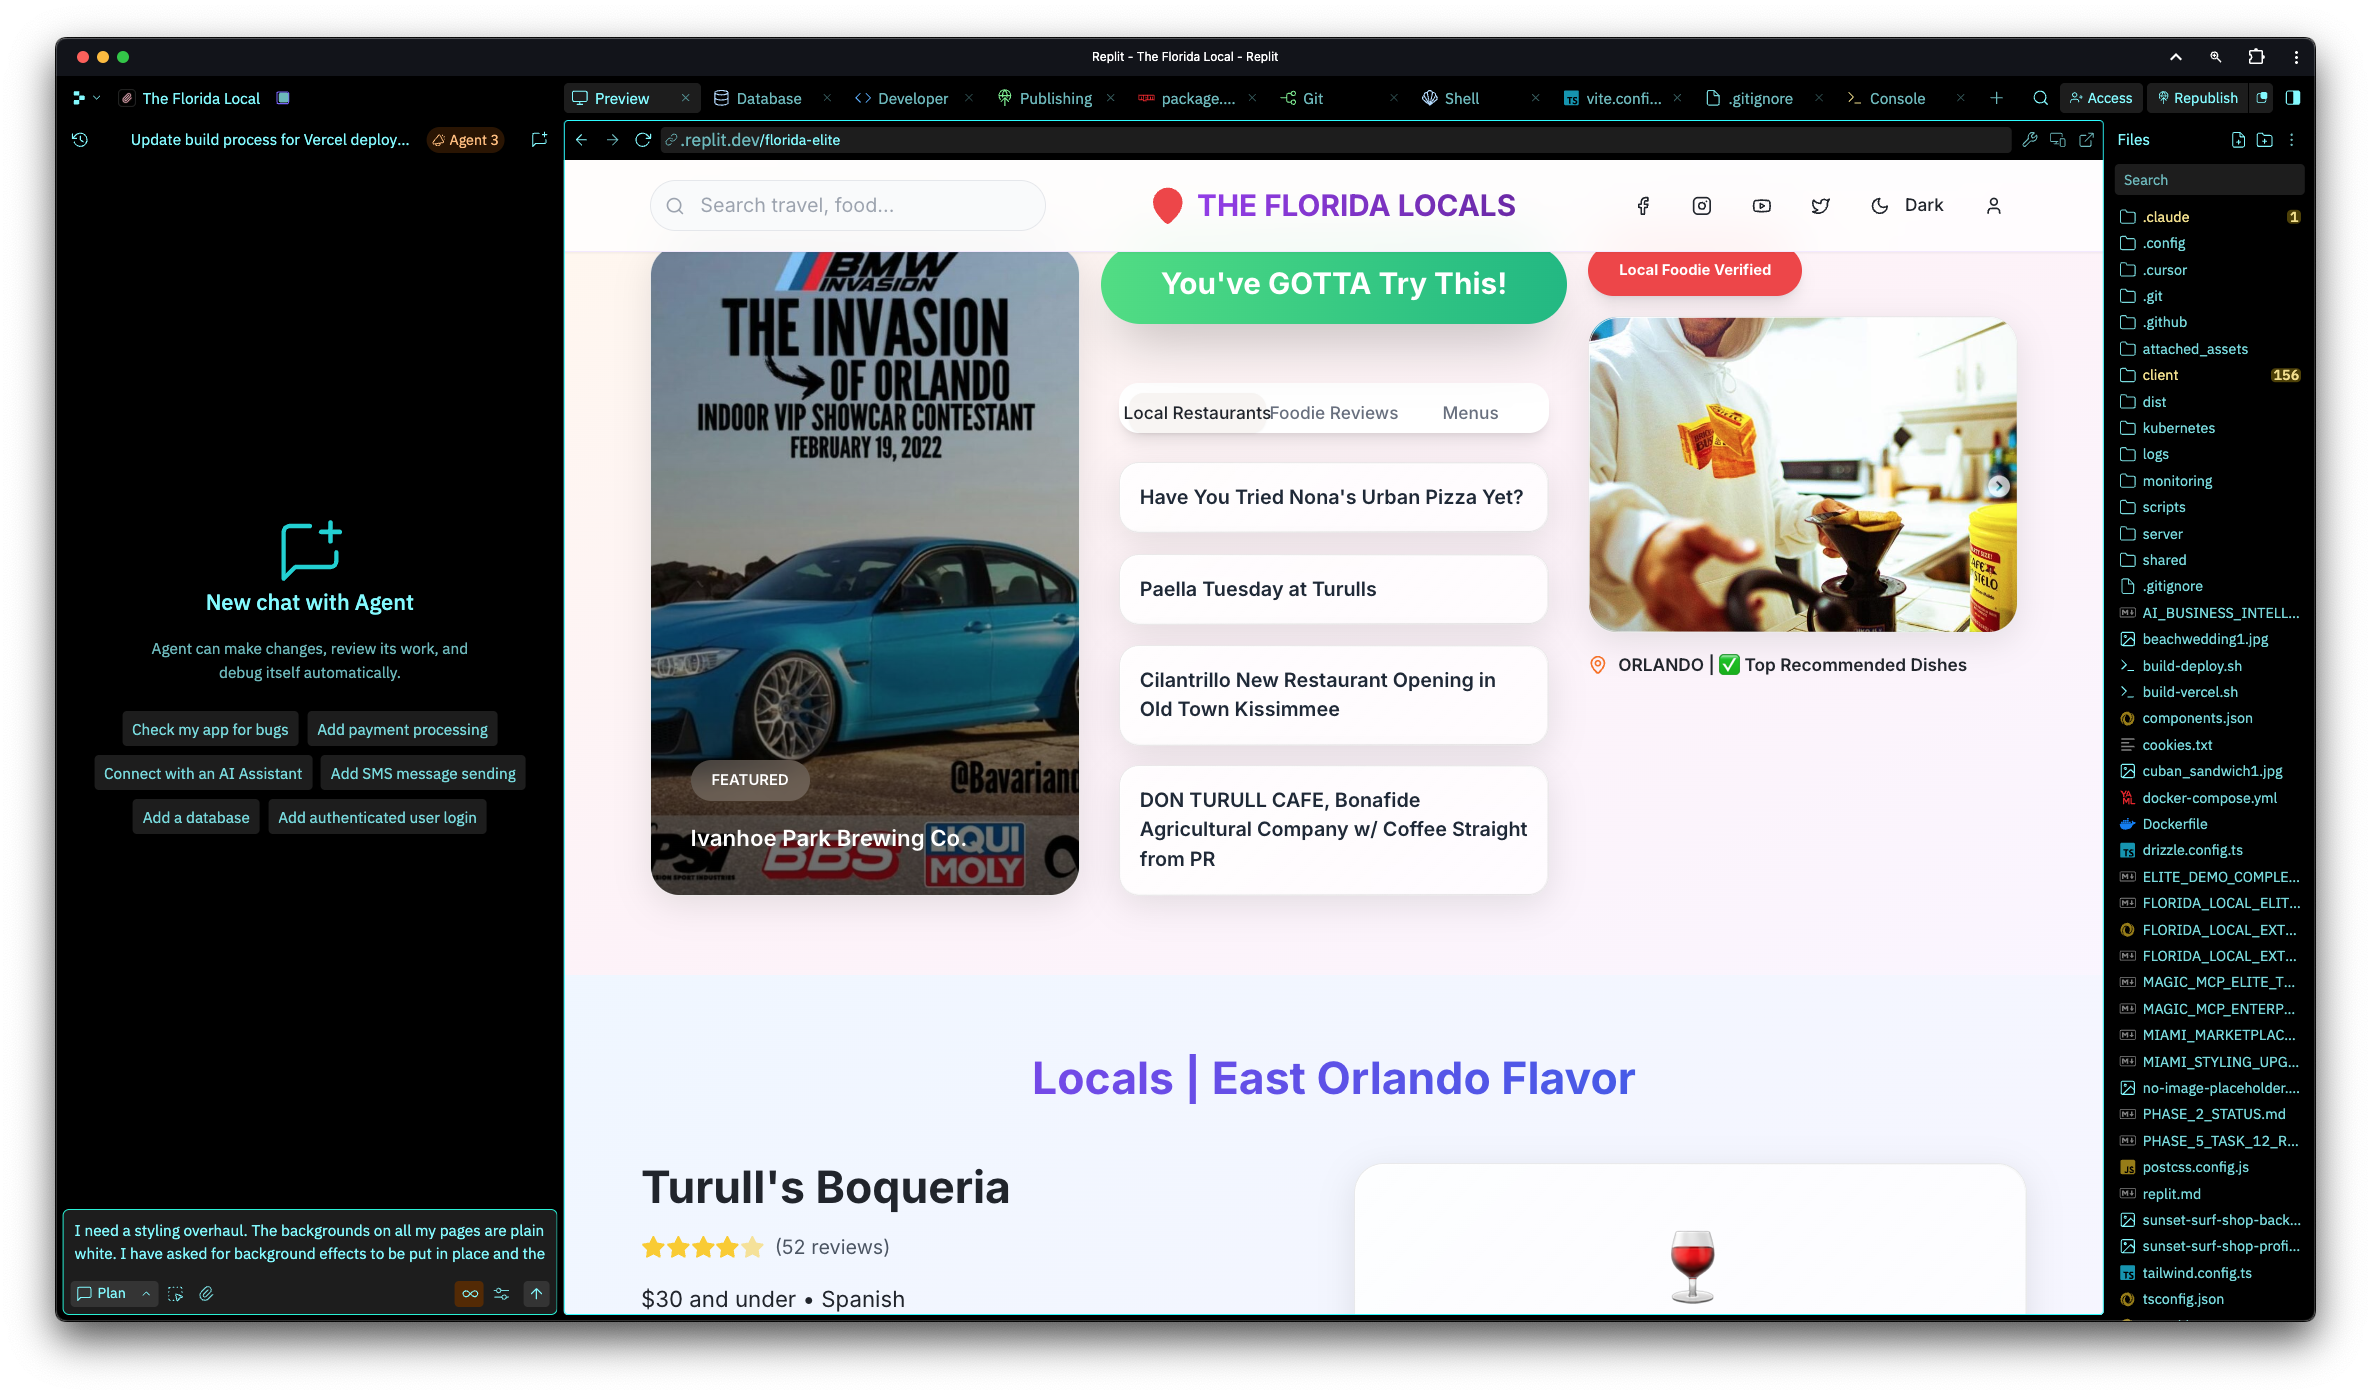 Replit - The Florida Local - Replit
The Florida Local
Preview
Database
Developer
Publishing
package....
Git
Shell
vite.confi...
.gitignore
Console
Access
Republish
Update build process for Vercel deploy...
Agent 3
.replit.dev/florida-elite
Files
Search
New chat with Agent
Agent can make changes, review its work, and
debug itself automatically.
Check my app for bugs
Add payment processing
Connect with an AI Assistant
Add SMS message sending
Add a database
Add authenticated user login
I need a styling overhaul. The backgrounds on all my pages are plain
white. I have asked for background effects to be put in place and the
Plan
Search travel, food...
THE FLORIDA LOCALS
Dark
BMW
INVASION
THE INVASION
OF ORLANDO
INDOOR VIP SHOWCAR CONTESTANT
FEBRUARY 19, 2022
FEATURED
@Bavariand
Ivanhoe Park Brewing Co.
PSI
BBS
LIQUI
MOLY
You've GOTTA Try This!
Local Restaurants
Foodie Reviews
Menus
Have You Tried Nona's Urban Pizza Yet?
Paella Tuesday at Turulls
Cilantrillo New Restaurant Opening in
Old Town Kissimmee
DON TURULL CAFE, Bonafide
Agricultural Company w/ Coffee Straight
from PR
Local Foodie Verified
ORLANDO | ✅ Top Recommended Dishes
Locals | East Orlando Flavor
Turull's Boqueria
(52 reviews)
$30 and under • Spanish
.claude
1
.config
.cursor
.git
.github
attached_assets
client
156
dist
kubernetes
logs
monitoring
scripts
server
shared
.gitignore
AI_BUSINESS_INTELL...
beachwedding1.jpg
build-deploy.sh
build-vercel.sh
components.json
cookies.txt
cuban_sandwich1.jpg
docker-compose.yml
Dockerfile
drizzle.config.ts
ELITE_DEMO_COMPLE...
FLORIDA_LOCAL_ELIT...
FLORIDA_LOCAL_EXT...
FLORIDA_LOCAL_EXT...
MAGIC_MCP_ELITE_T...
MAGIC_MCP_ENTERP...
MIAMI_MARKETPLAC...
MIAMI_STYLING_UPG...
no-image-placeholder....
PHASE_2_STATUS.md
PHASE_5_TASK_12_R...
postcss.config.js
replit.md
sunset-surf-shop-back...
sunset-surf-shop-profi...
tailwind.config.ts
tsconfig.json